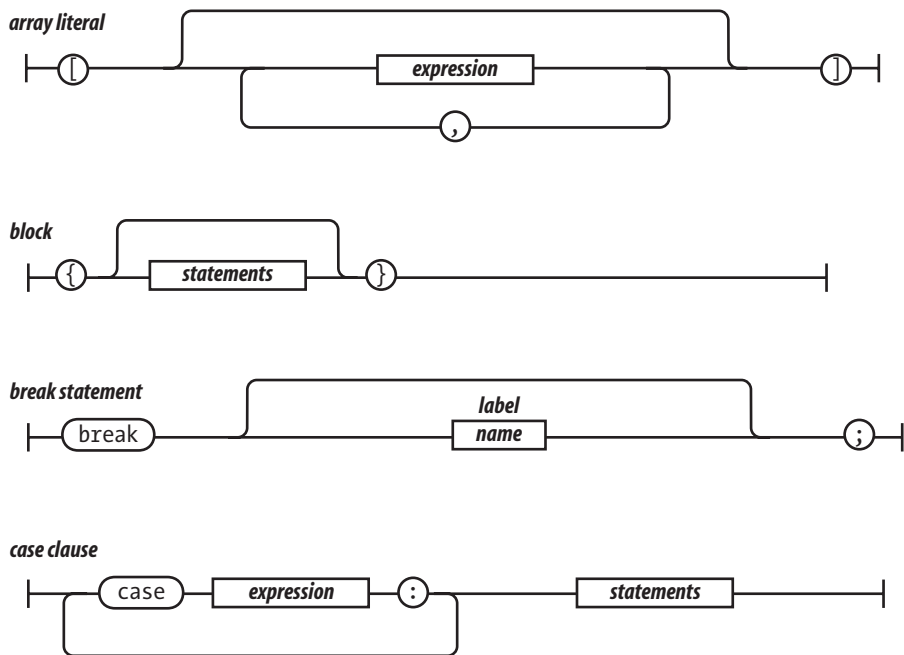 array literal
[ expression ]
,
block
{ statements }
break statement
label
break name ;
case clause
case expression : statements